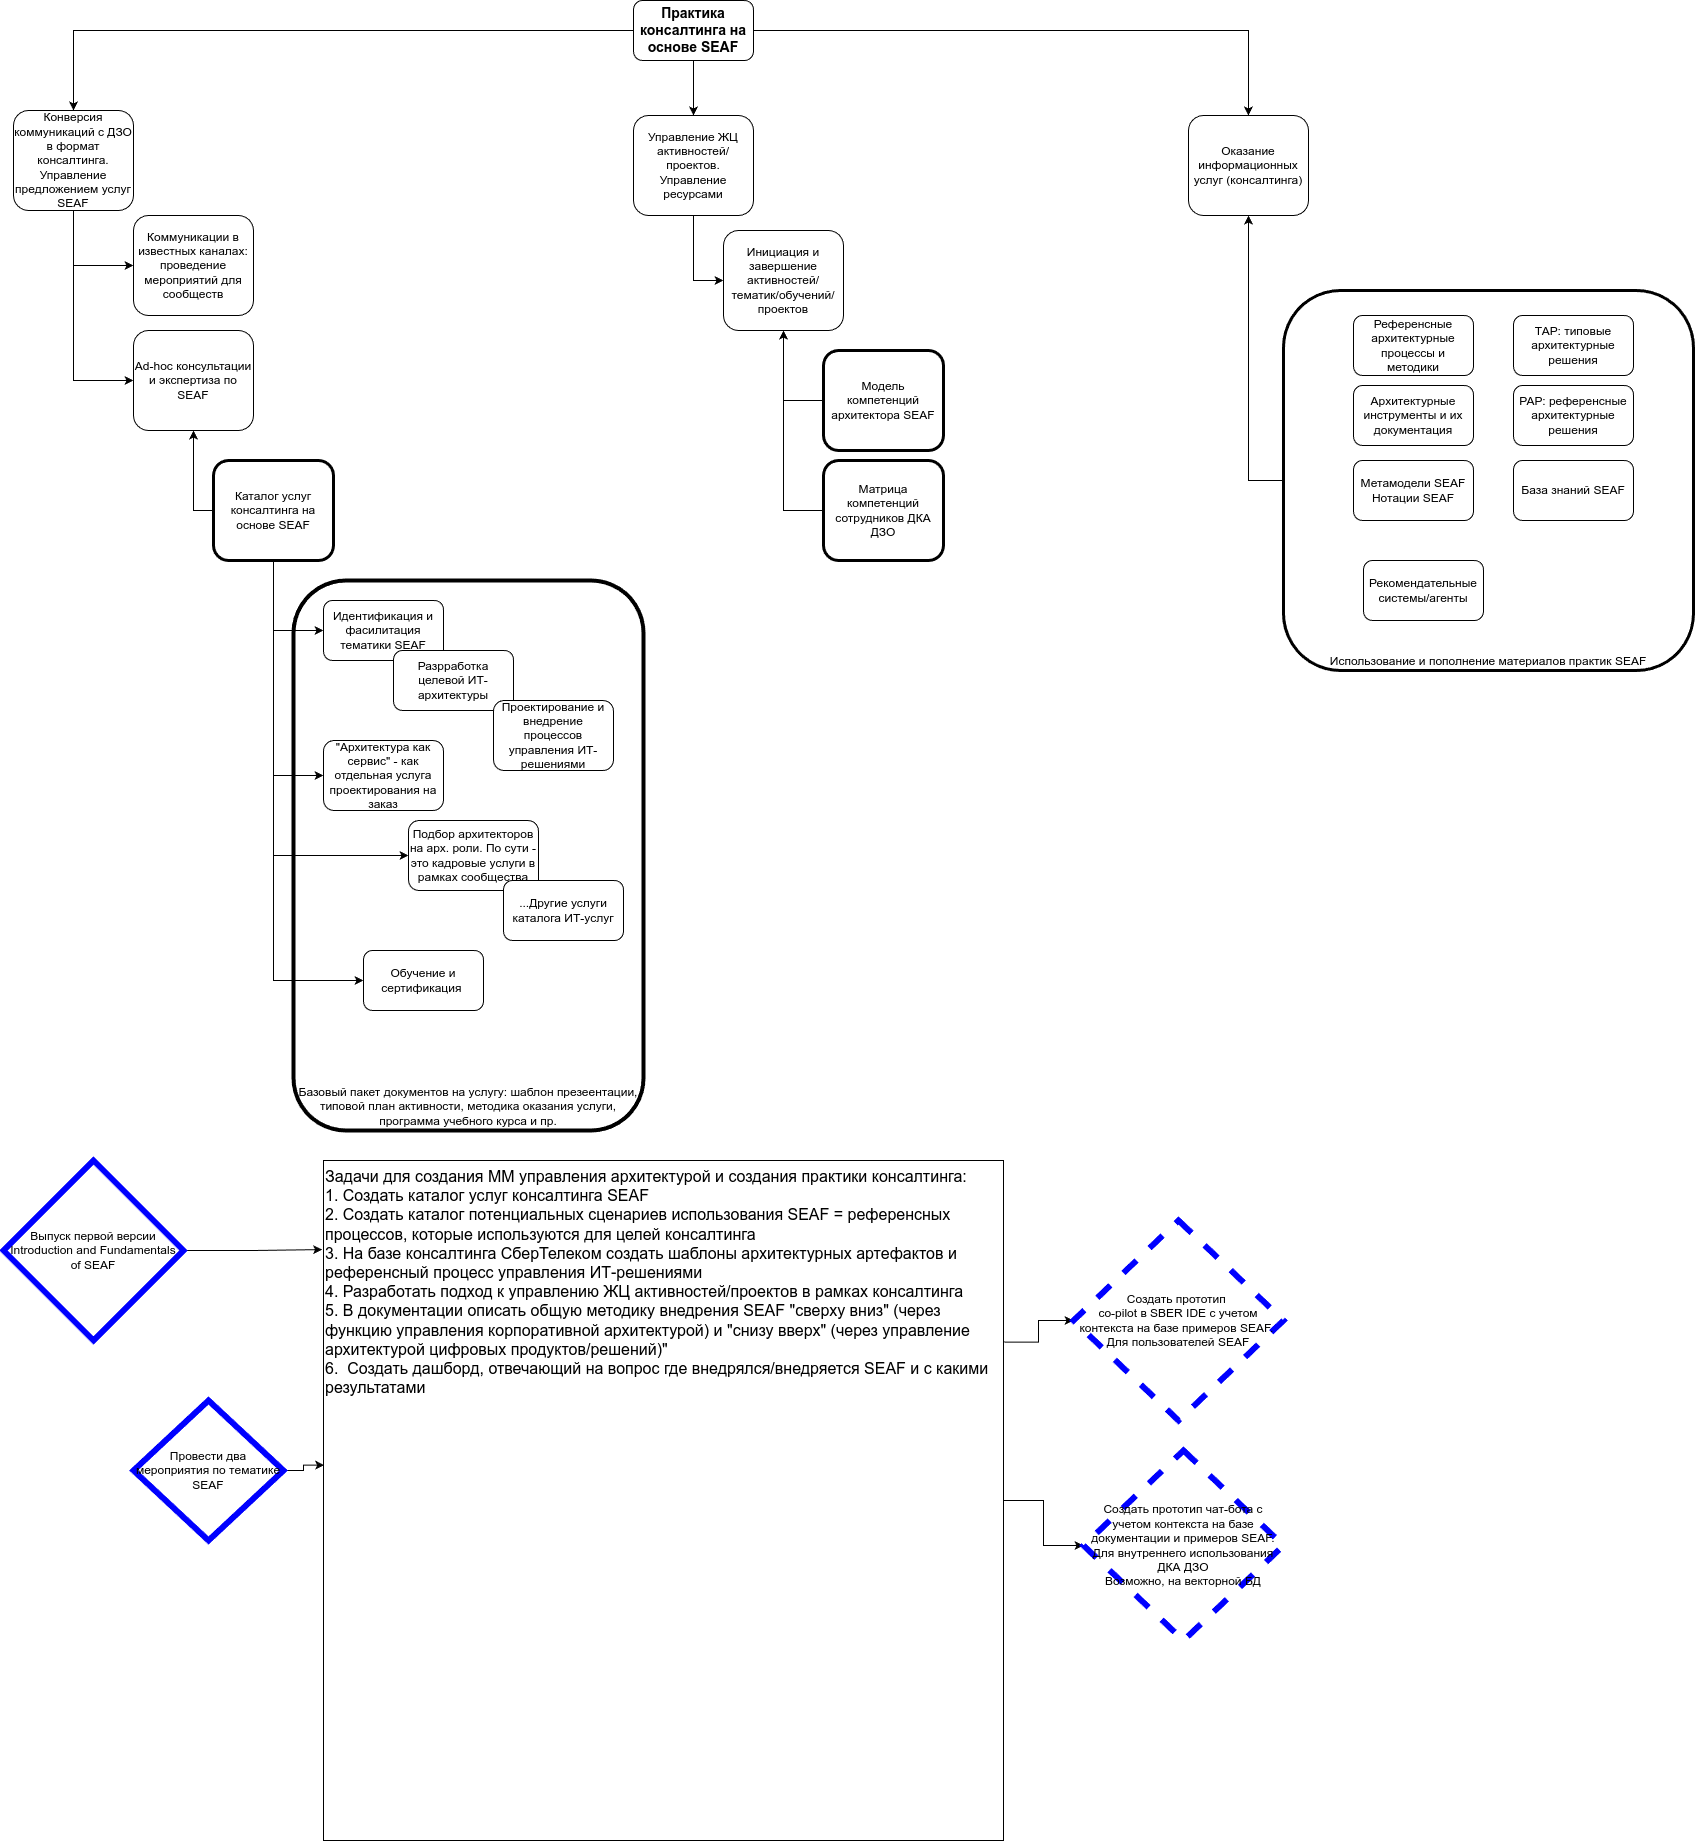 Практика
консалтинга на
основе SEAF
Конверсия
коммуникаций с ДЗО
в формат
консалтинга.
Управление
предложением услуг
SEAF
Управление ЖЦ
активностей/
проектов.
Управление
ресурсами
Оказание
информационных
услуг (консалтинга)
Коммуникации в
известных каналах:
проведение
мероприятий для
сообществ
Ad-hoc консультации
и экспертиза по
SEAF
Каталог услуг
консалтинга на
основе SEAF
Инициация и
завершение
активностей/
тематик/обучений/
проектов
Модель
компетенций
архитектора SEAF
Матрица
компетенций
сотрудников ДКА
ДЗО
Референсные
архитектурные
процессы и
методики
ТАР: типовые
архитектурные
решения
Архитектурные
инструменты и их
документация
РАР: референсные
архитектурные
решения
Метамодели SEAF
Нотации SEAF
База знаний SEAF
Рекомендательные
системы/агенты
Использование и пополнение материалов практик SEAF
Идентификация и
фасилитация
тематики SEAF
Разрработка
целевой ИТ-
архитектуры
Проектирование и
внедрение
процессов
управления ИТ-
решениями
"Архитектура как
сервис" - как
отдельная услуга
проектирования на
заказ
Подбор архитекторов
на арх. роли. По сути -
это кадровые услуги в
рамках сообщества
...Другие услуги
каталога ИТ-услуг
Обучение и
сертификация
Базовый пакет документов на услугу: шаблон презеентации,
типовой план активности, методика оказания услуги,
программа учебного курса и пр.
Выпуск первой версии
Introduction and Fundamentals
of SEAF
Провести два
мероприятия по тематике
SEAF
Задачи для создания ММ управления архитектурой и создания практики консалтинга:
1. Создать каталог услуг консалтинга SEAF
2. Создать каталог потенциальных сценариев использования SEAF = референсных
процессов, которые используются для целей консалтинга
3. На базе консалтинга СберТелеком создать шаблоны архитектурных артефактов и
референсный процесс управления ИТ-решениями
4. Разработать подход к управлению ЖЦ активностей/проектов в рамках консалтинга
5. В документации описать общую методику внедрения SEAF "сверху вниз" (через
функцию управления корпоративной архитектурой) и "снизу вверх" (через управление
архитектурой цифровых продуктов/решений)"
6. Создать дашборд, отвечающий на вопрос где внедрялся/внедряется SEAF и с какими
результатами
Создать прототип
co-pilot в SBER IDE с учетом
контекста на базе примеров SEAF.
Для пользователей SEAF
Создать прототип чат-бота с
учетом контекста на базе
документации и примеров SEAF.
Для внутреннего использования
ДКА ДЗО
Возможно, на векторной БД